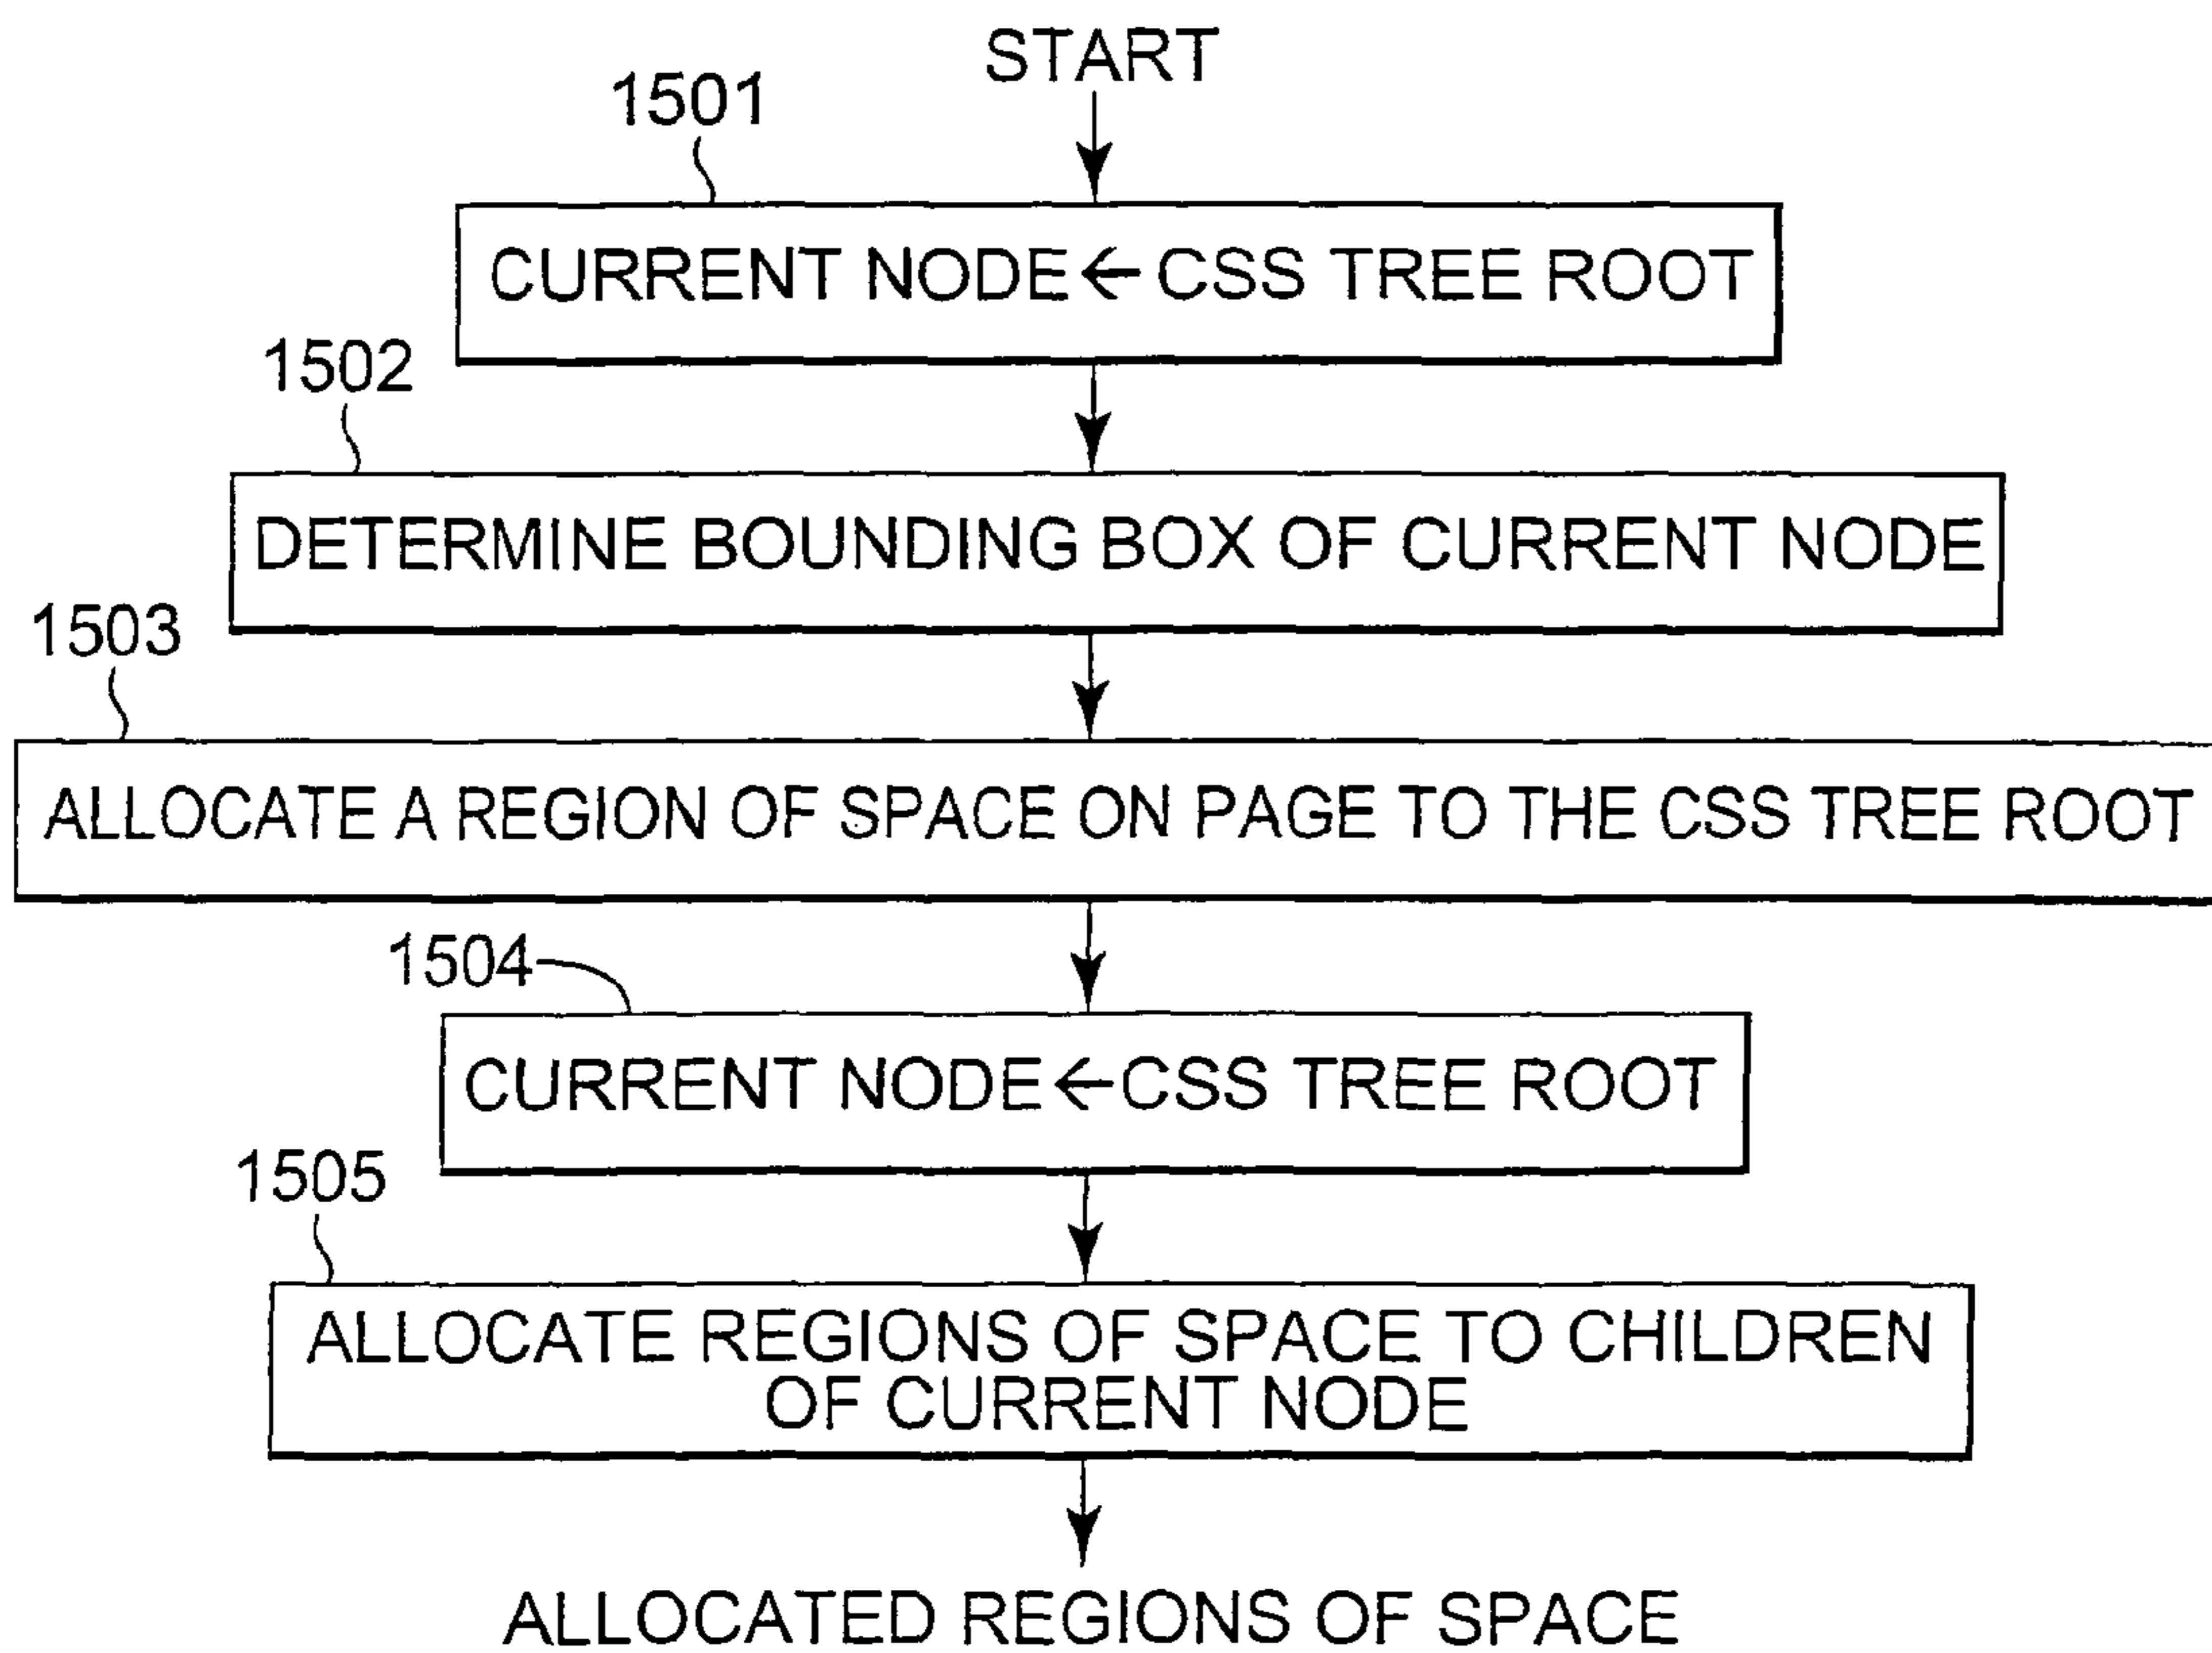 START
1501
CURRENT NODE←CSS TREE ROOT
1502
DETERMINE BOUNDING BOX OF CURRENT NODE
1503
ALLOCATE A REGION OF SPACE ON PAGE TO THE CSS TREE ROOT
1504
CURRENT NODE←CSS TREE ROOT
1505
ALLOCATE REGIONS OF SPACE TO CHILDREN
OF CURRENT NODE
ALLOCATED REGIONS OF SPACE